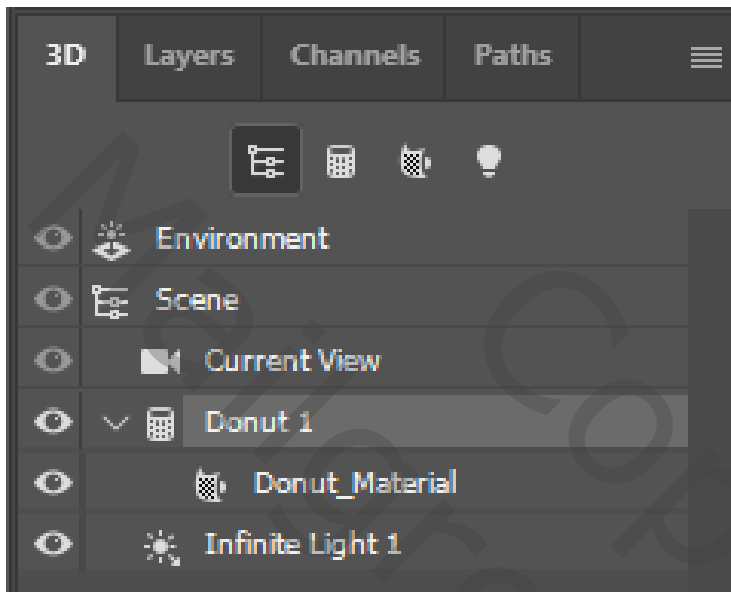 3D Layers Channels Paths
Environment
Scene
Current View
Donut 1
Donut_Material
Infinite Light 1